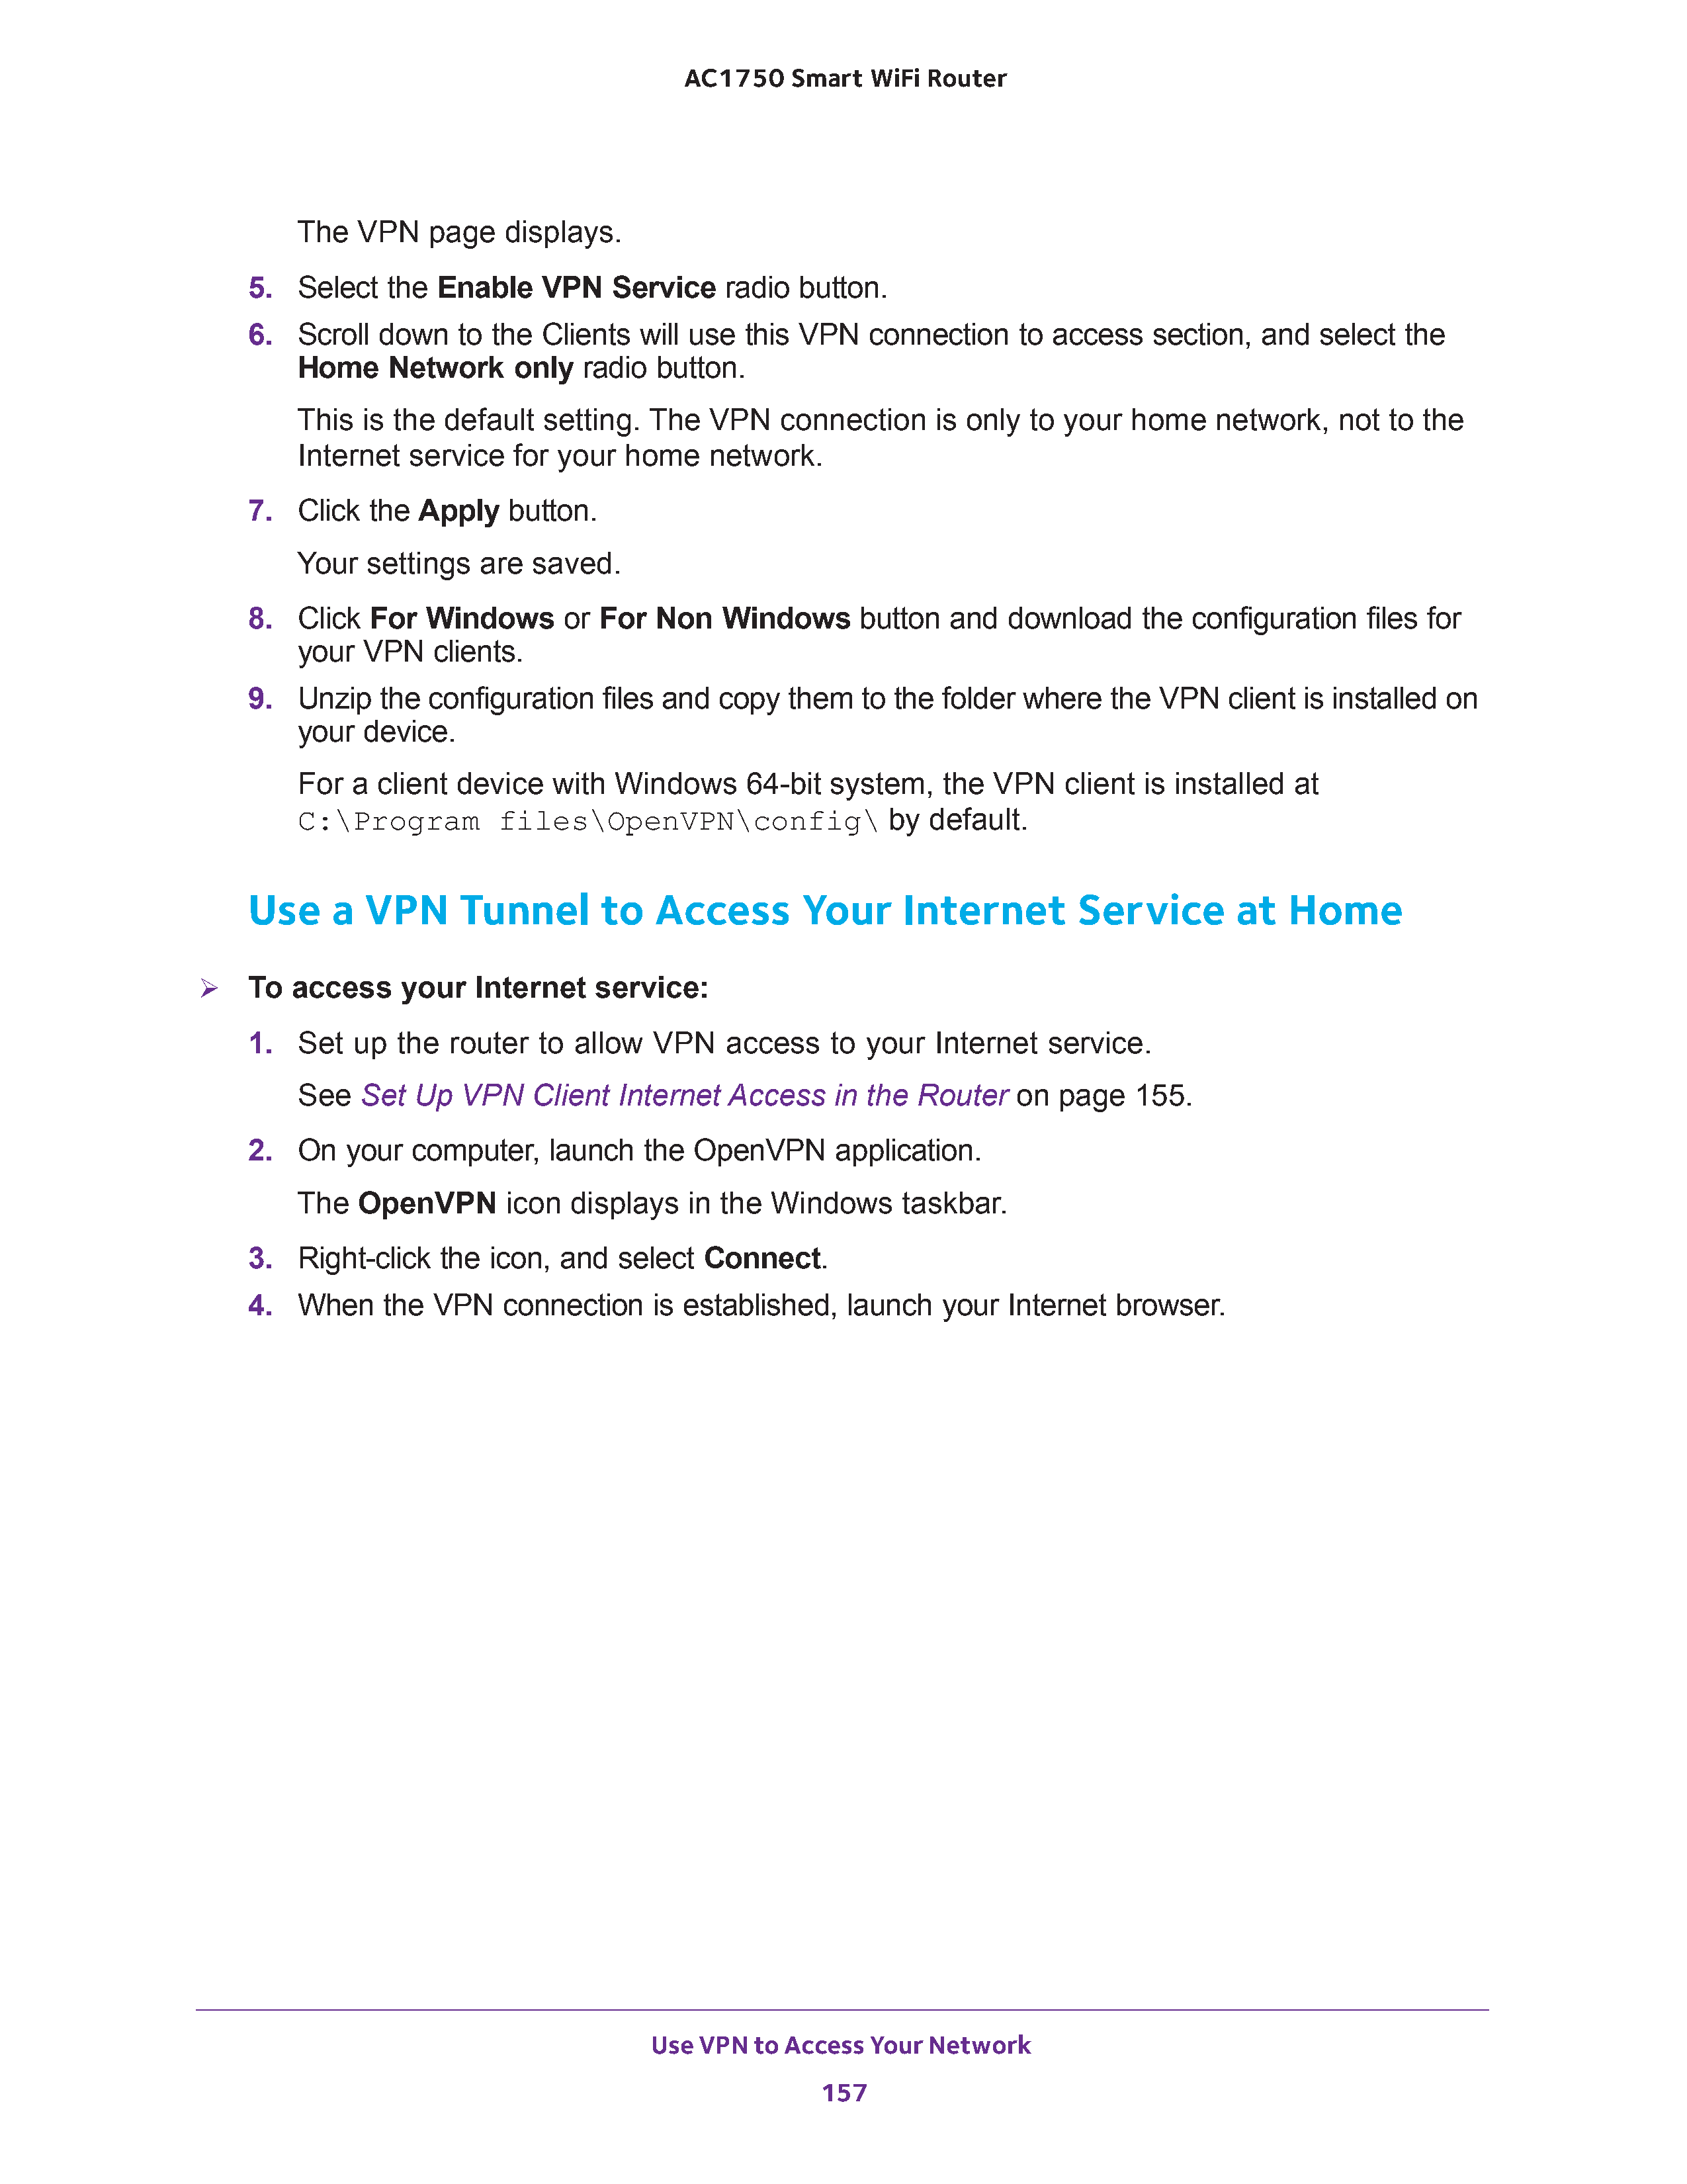 AC1750 Smart WiFi Router
The VPN page displays.
5. Select the Enable VPN Service radio button.
6. Scroll down to the Clients will use this VPN connection to access section, and select the
Home Network only radio button.
This is the default setting. The VPN connection is only to your home network, not to the
Internet service for your home network.
7. Click the Apply button.
Your settings are saved.
8. Click For Windows or For Non Windows button and download the configuration files for
your VPN clients.
9. Unzip the configuration files and copy them to the folder where the VPN client is installed on
your device.
For a client device with Windows 64-bit system, the VPN client is installed at
C:\Program files\OpenVPN\config\ by default.
Use a VPN Tunnel to Access Your Internet Service at Home
➢ To access your Internet service:
1. Set up the router to allow VPN access to your Internet service.
See Set Up VPN Client Internet Access in the Router on page 155.
2. On your computer, launch the OpenVPN application.
The OpenVPN icon displays in the Windows taskbar.
3. Right-click the icon, and select Connect.
4. When the VPN connection is established, launch your Internet browser.
Use VPN to Access Your Network
157